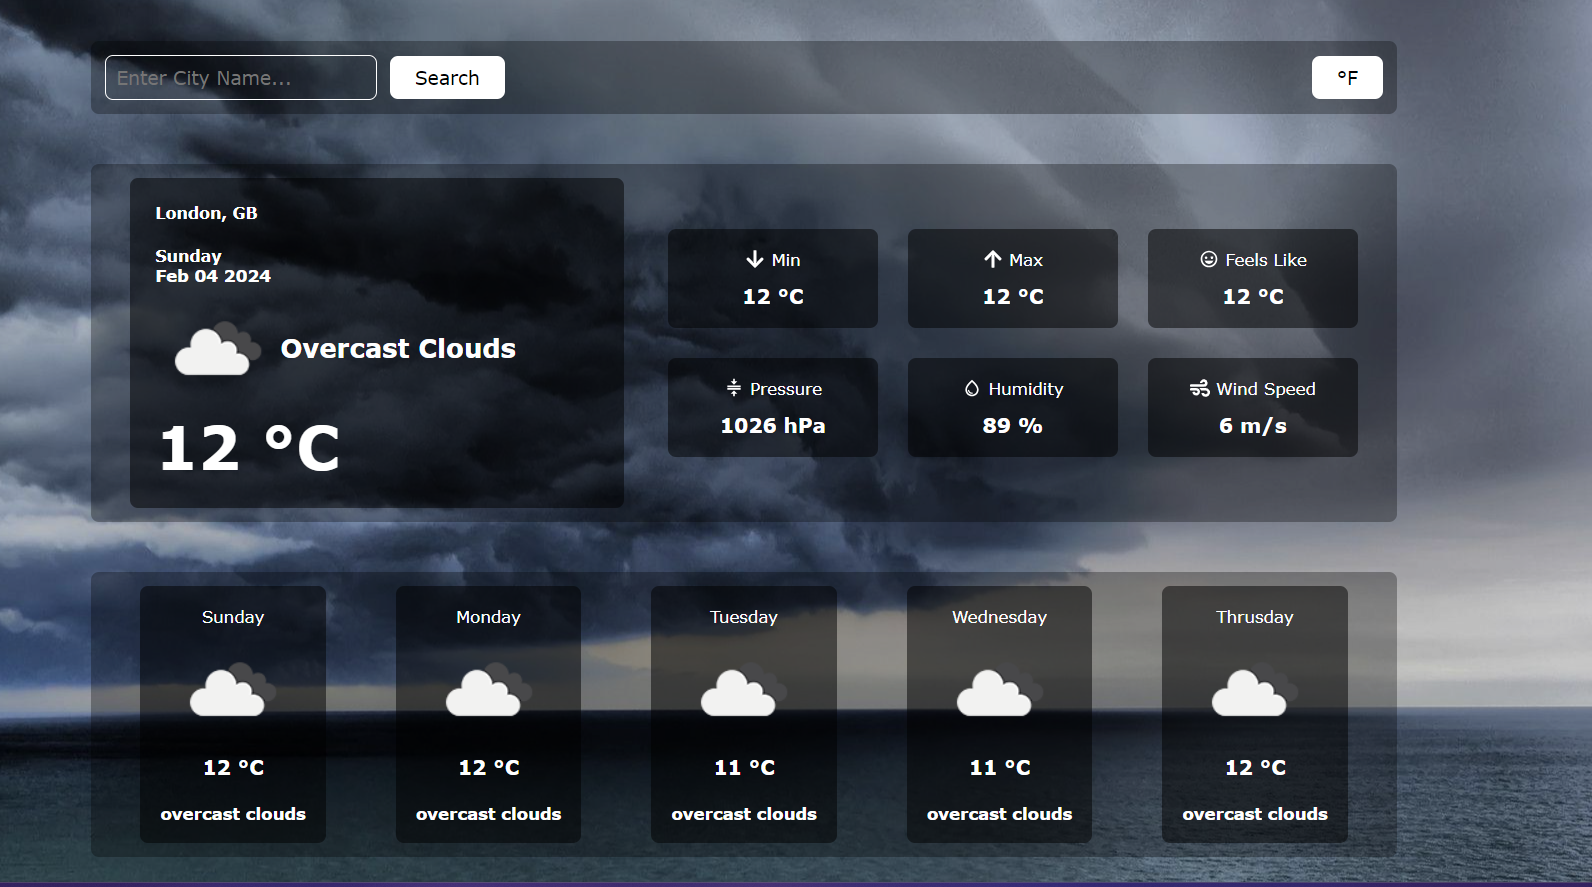 Enter City Name...
Search
°F
London, GB
Sunday
Feb 04 2024
Overcast Clouds
12 °C
Min
12 °C
Max
12 °C
Feels Like
12 °C
Pressure
1026 hPa
Humidity
89 %
Wind Speed
6 m/s
Sunday
12 °C
overcast clouds
Monday
12 °C
overcast clouds
Tuesday
11 °C
overcast clouds
Wednesday
11 °C
overcast clouds
Thrusday
12 °C
overcast clouds